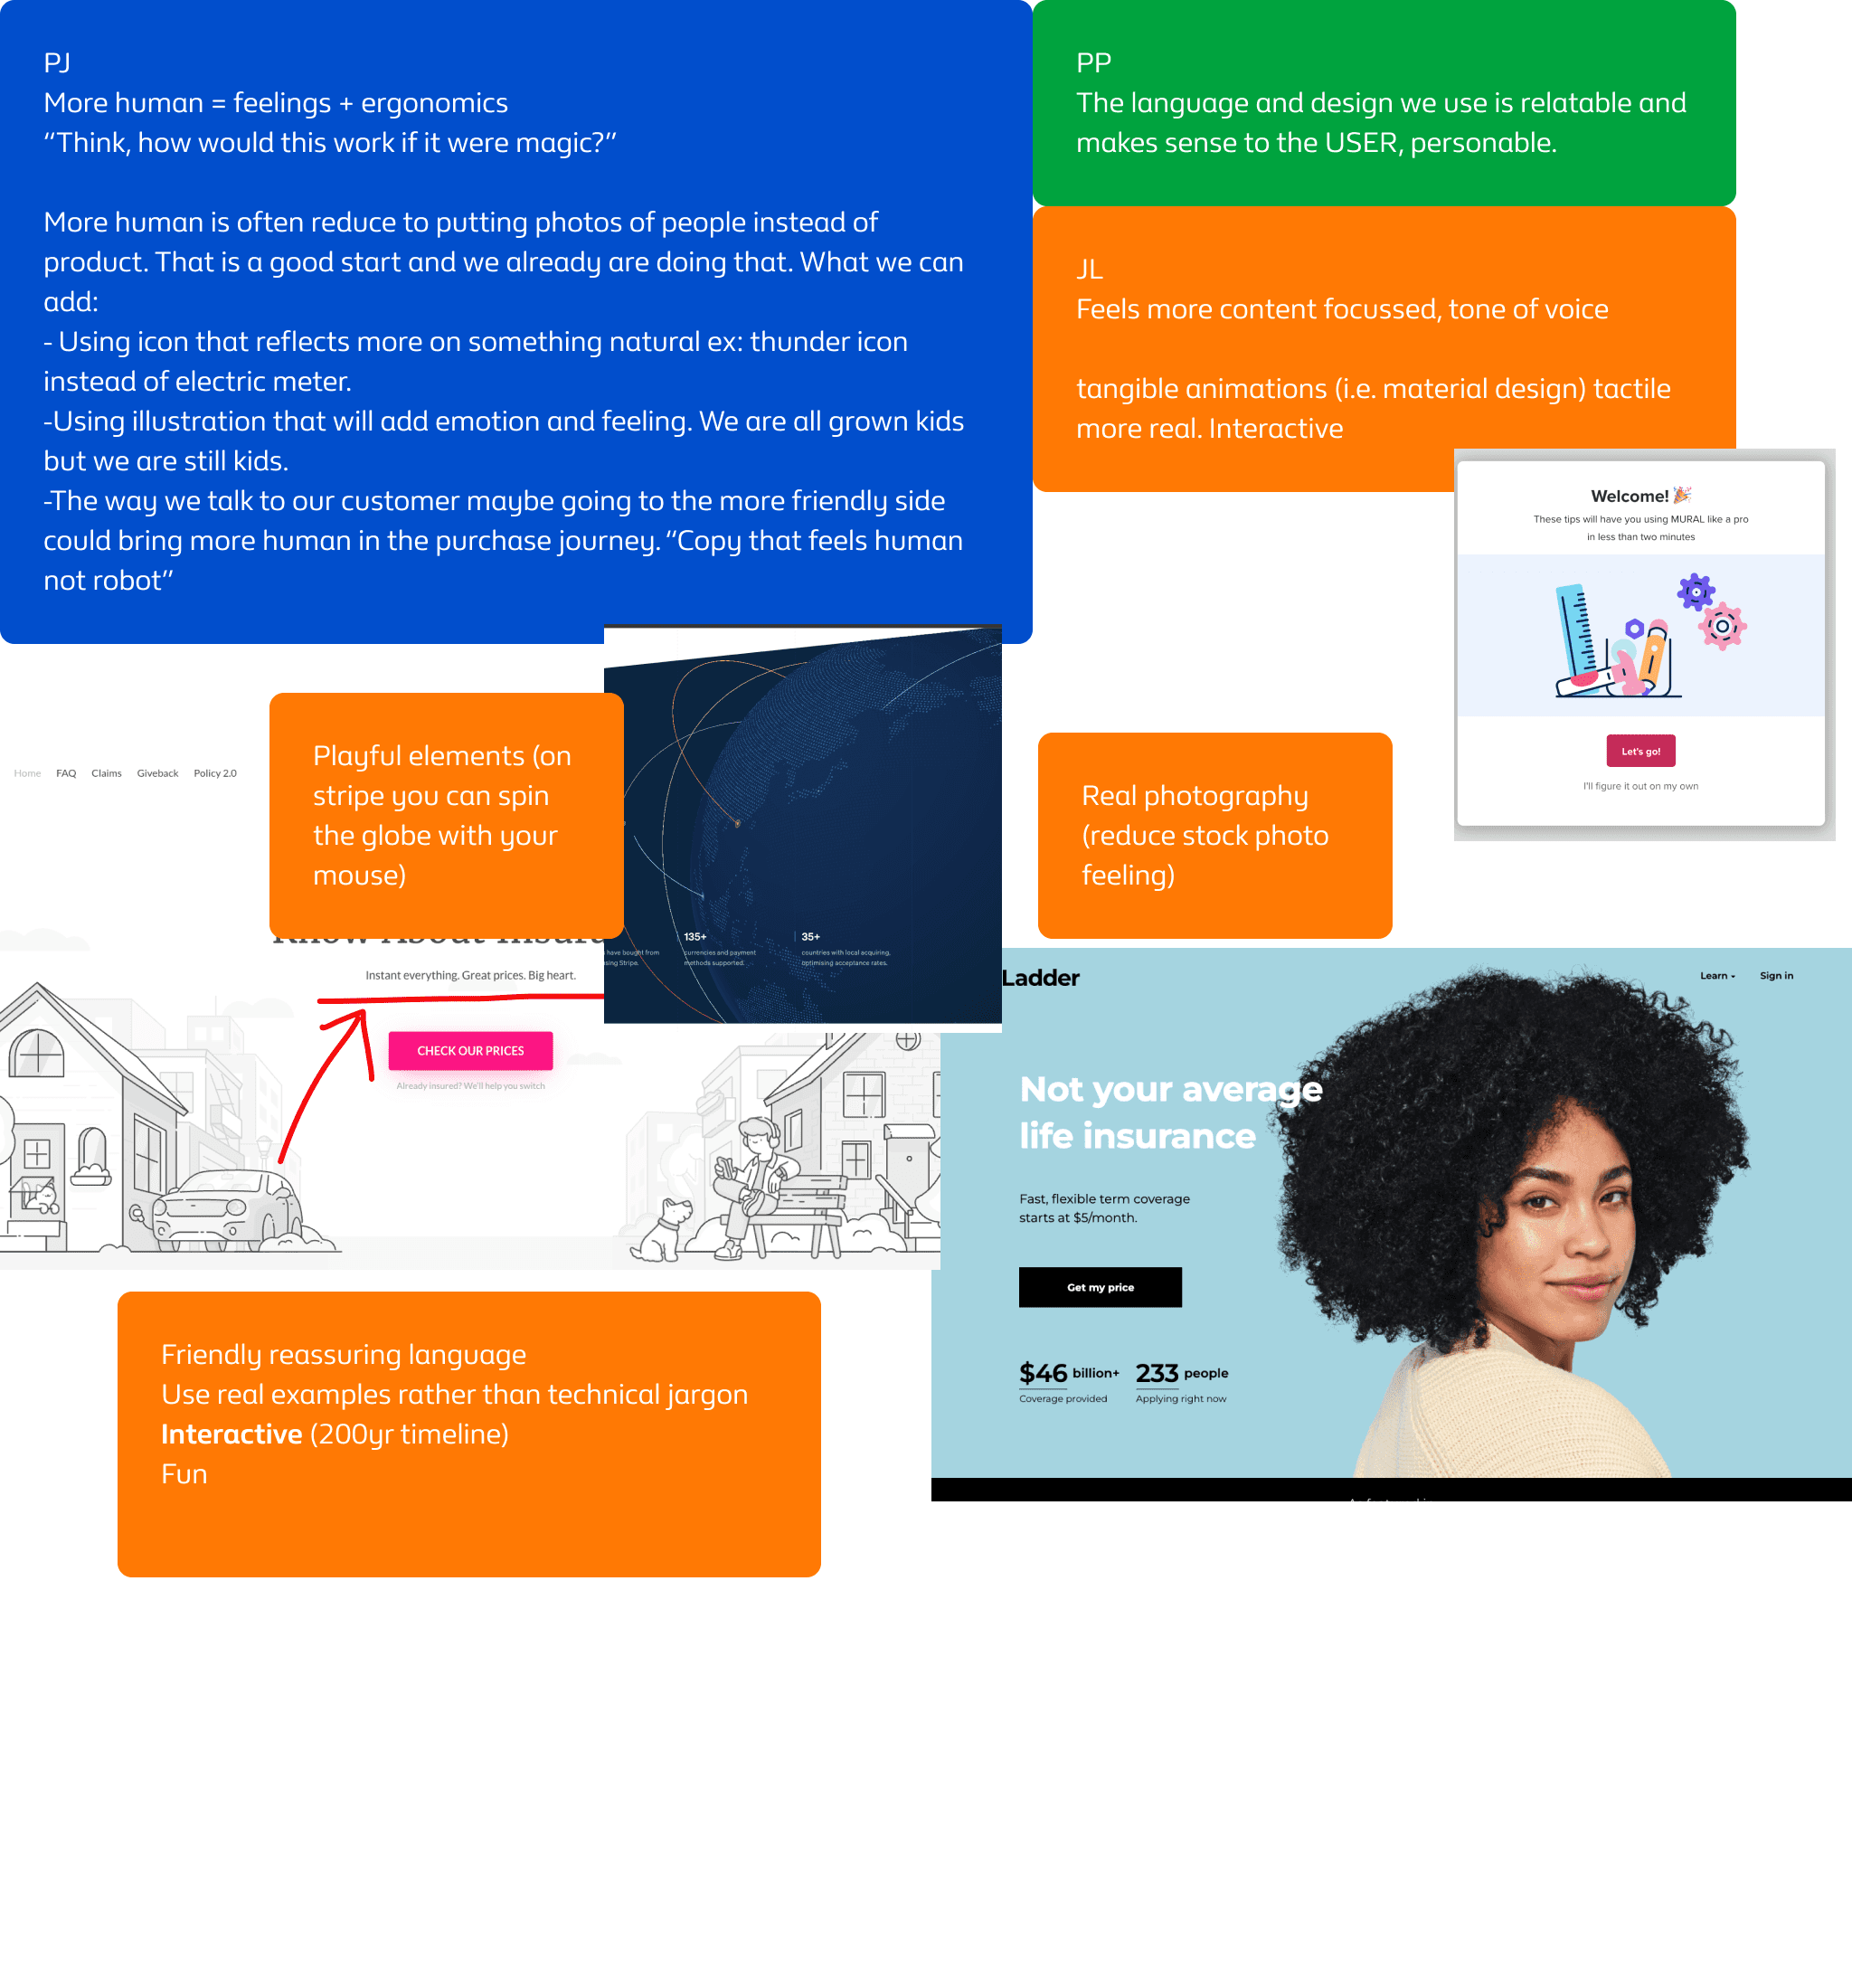 PJ
More human = feelings + ergonomics
“Think, how would this work if it were magic?”
More human is often reduce to putting photos of people instead of
product. That is a good start and we already are doing that. What we can
add:
- Using icon that reflects more on something natural ex: thunder icon
instead of electric meter.
-Using illustration that will add emotion and feeling. We are all grown kids
but we are still kids.
-The way we talk to our customer maybe going to the more friendly side
could bring more human in the purchase journey. “Copy that feels human
not robot”
PP
The language and design we use is relatable and
makes sense to the USER, personable.
JL
Feels more content focussed, tone of voice
tangible animations (i.e. material design) tactile
more real. Interactive
Welcome! 🎉
These tips will have you using MURAL like a pro
in less than two minutes
Let's go!
I'll figure it out on my own
Playful elements (on
stripe you can spin
the globe with your
mouse)
Real photography
(reduce stock photo
feeling)
135+
currencies and payment
methods supported.
35+
countries with local acquiring,
optimising acceptance rates.
have bought from
using Stripe.
Home FAQ Claims Giveback Policy 2.0
Know About Insura
Instant everything. Great prices. Big heart.
CHECK OUR PRICES
Already insured? We'll help you switch
Ladder
Learn Sign in
Not your average
life insurance
Fast, flexible term coverage
starts at $5/month.
Get my price
$46 billion+ 233 people
Coverage provided Applying right now
Friendly reassuring language
Use real examples rather than technical jargon
Interactive (200yr timeline)
Fun